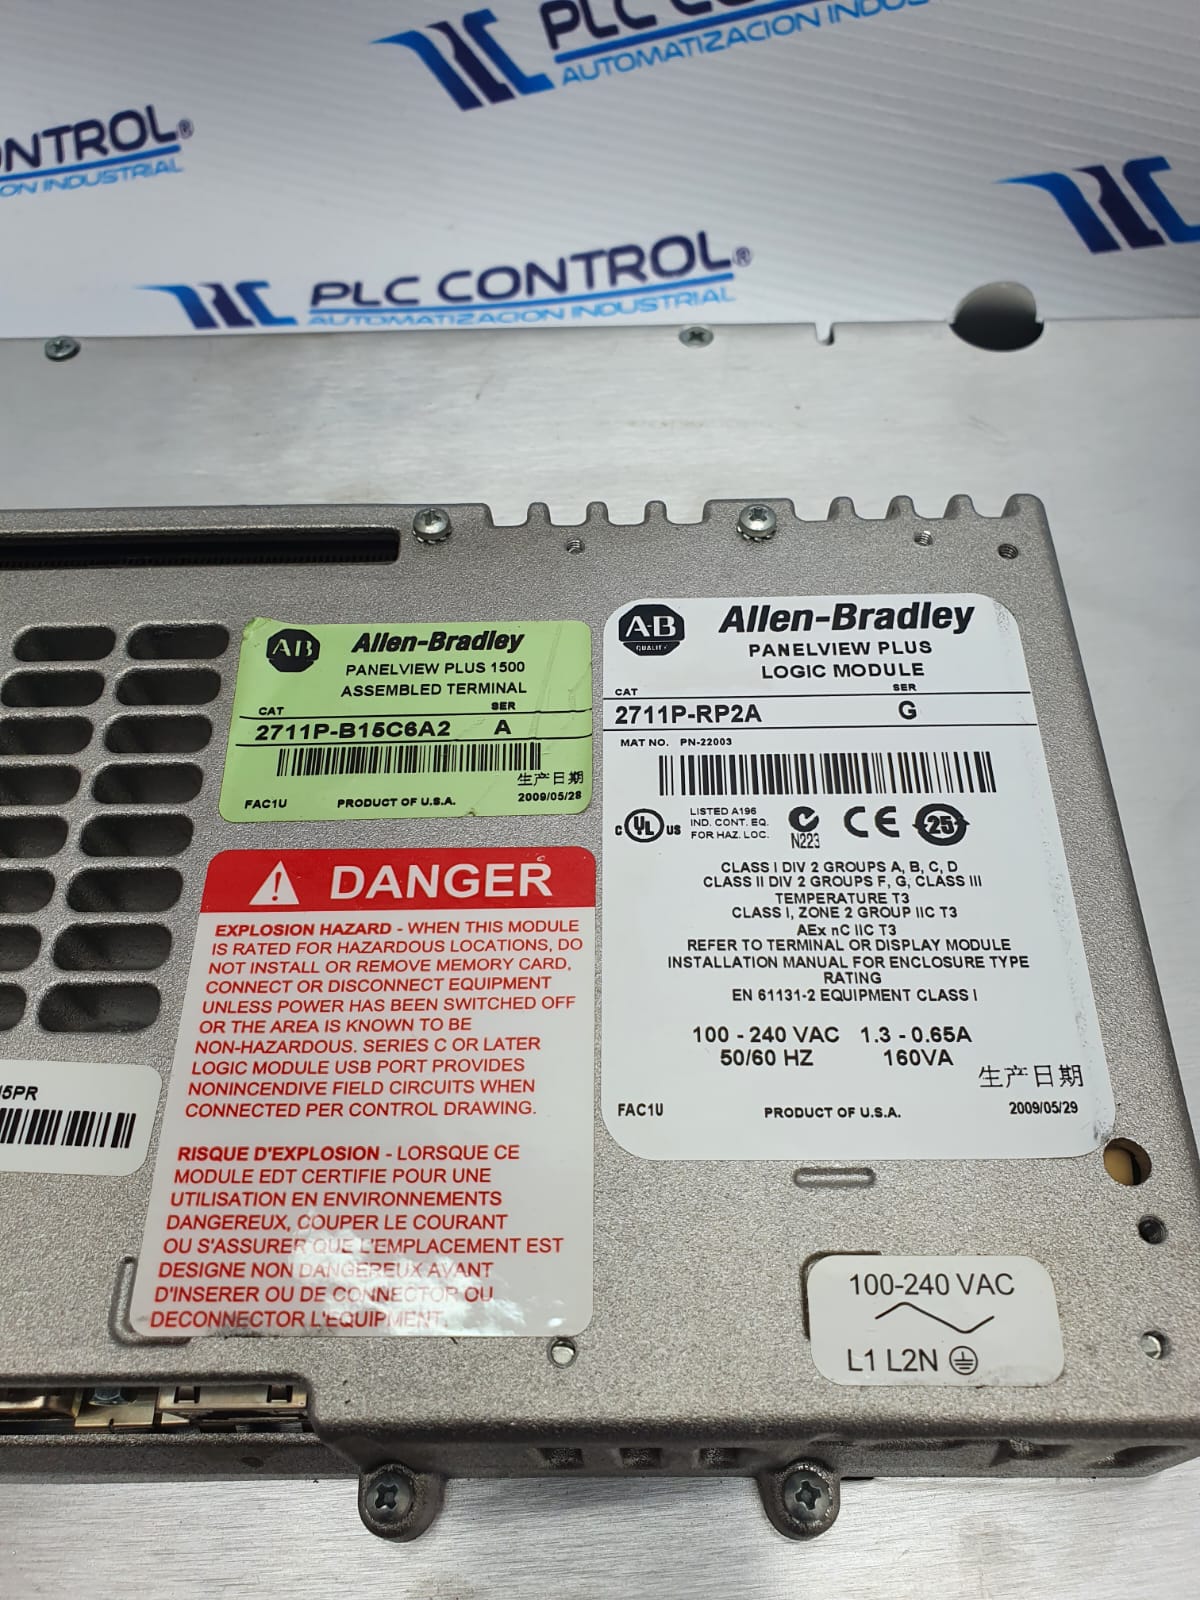 PLC CONTROL
AUTOMATIZACION INDUSTRIAL
CONTROL®
INDUSTRIAL
PLC CONTROL®
AUTOMATIZACION INDUSTRIAL
AB
Allen-Bradley
PANELVIEW PLUS 1500
ASSEMBLED TERMINAL
CAT SER
2711P-B15C6A2 A
生产日期
FAC1U PRODUCT OF U.S.A. 2009/05/28
AB
QUALITY
Allen-Bradley
PANELVIEW PLUS
LOGIC MODULE
CAT SER
2711P-RP2A G
MAT NO. PN-22003
C UL US
LISTED A196
IND. CONT. EQ.
FOR HAZ. LOC.
N223
CE
25
CLASS I DIV 2 GROUPS A, B, C, D
CLASS II DIV 2 GROUPS F, G, CLASS III
TEMPERATURE T3
CLASS I, ZONE 2 GROUP IIC T3
AEx nC IIC T3
REFER TO TERMINAL OR DISPLAY MODULE
INSTALLATION MANUAL FOR ENCLOSURE TYPE
RATING
EN 61131-2 EQUIPMENT CLASS I
100 - 240 VAC 1.3 - 0.65A
50/60 HZ 160VA
生产日期
FAC1U PRODUCT OF U.S.A. 2009/05/29
DANGER
EXPLOSION HAZARD - WHEN THIS MODULE
IS RATED FOR HAZARDOUS LOCATIONS, DO
NOT INSTALL OR REMOVE MEMORY CARD,
CONNECT OR DISCONNECT EQUIPMENT
UNLESS POWER HAS BEEN SWITCHED OFF
OR THE AREA IS KNOWN TO BE
NON-HAZARDOUS. SERIES C OR LATER
LOGIC MODULE USB PORT PROVIDES
NONINCENDIVE FIELD CIRCUITS WHEN
CONNECTED PER CONTROL DRAWING.
RISQUE D'EXPLOSION - LORSQUE CE
MODULE EDT CERTIFIE POUR UNE
UTILISATION EN ENVIRONNEMENTS
DANGEREUX, COUPER LE COURANT
OU S'ASSURER QUE L'EMPLACEMENT EST
DESIGNE NON DANGEREUX AVANT
D'INSERER OU DE CONNECTOR OU
DECONNECTOR L'EQUIPMENT.
5PR
100-240 VAC
L1 L2N